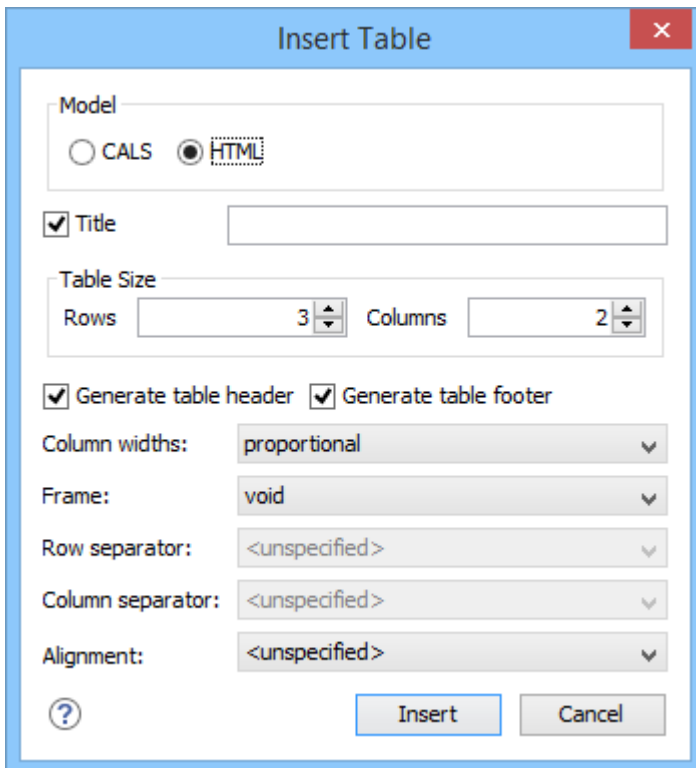 Insert Table
Model
CALS HTML
Title
Table Size
Rows 3 Columns 2
Generate table header Generate table footer
Column widths: proportional
Frame: void
Row separator: <unspecified>
Column separator: <unspecified>
Alignment: <unspecified>
? Insert Cancel